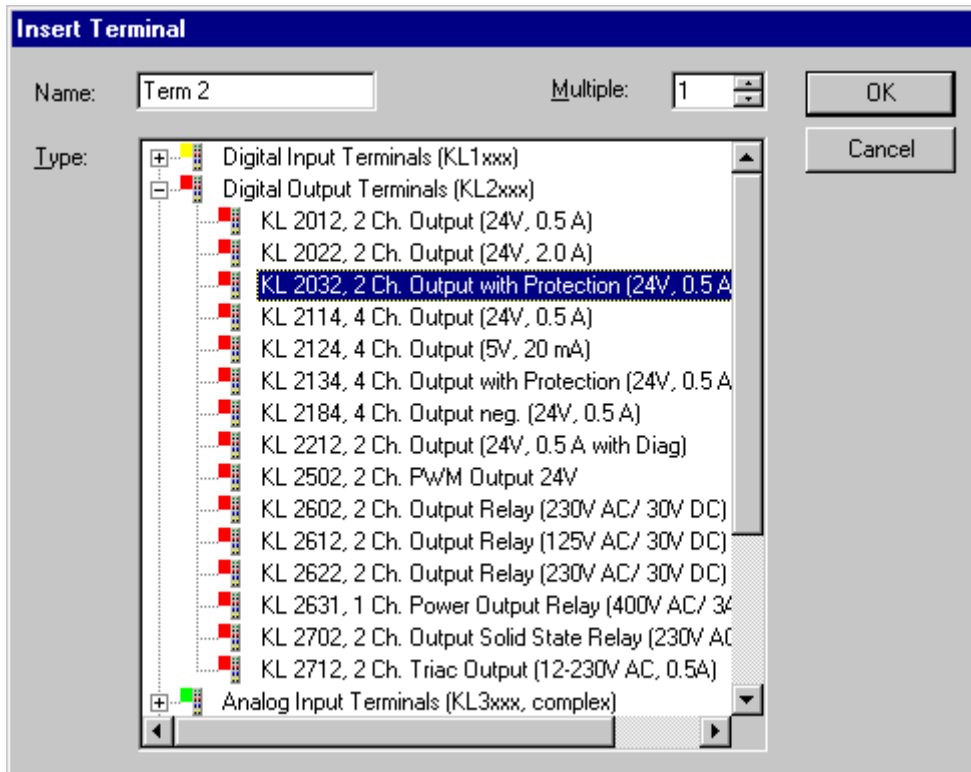 Insert Terminal
Name: Term 2 Multiple: 1 OK
Type: Cancel
Digital Input Terminals (KL1xxx)
Digital Output Terminals (KL2xxx)
KL 2012, 2 Ch. Output (24V, 0.5 A)
KL 2022, 2 Ch. Output (24V, 2.0 A)
KL 2032, 2 Ch. Output with Protection (24V, 0.5 A
KL 2114, 4 Ch. Output (24V, 0.5 A)
KL 2124, 4 Ch. Output (5V, 20 mA)
KL 2134, 4 Ch. Output with Protection (24V, 0.5 A
KL 2184, 4 Ch. Output neg. (24V, 0.5 A)
KL 2212, 2 Ch. Output (24V, 0.5 A with Diag)
KL 2502, 2 Ch. PWM Output 24V
KL 2602, 2 Ch. Output Relay (230V AC/ 30V DC)
KL 2612, 2 Ch. Output Relay (125V AC/ 30V DC)
KL 2622, 2 Ch. Output Relay (230V AC/ 30V DC)
KL 2631, 1 Ch. Power Output Relay (400V AC/ 3A
KL 2702, 2 Ch. Output Solid State Relay (230V AC
KL 2712, 2 Ch. Triac Output (12-230V AC, 0.5A)
Analog Input Terminals (KL3xxx, complex)